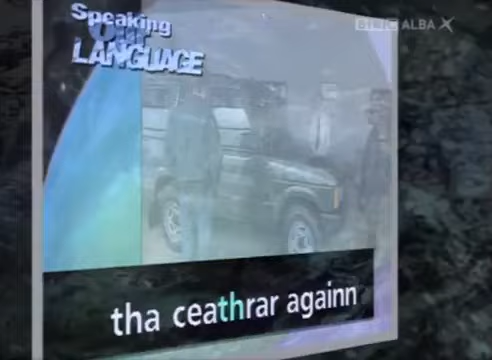 Speaking
Our
LANGUAGE
BBC ALBA
tha ceathrar againn